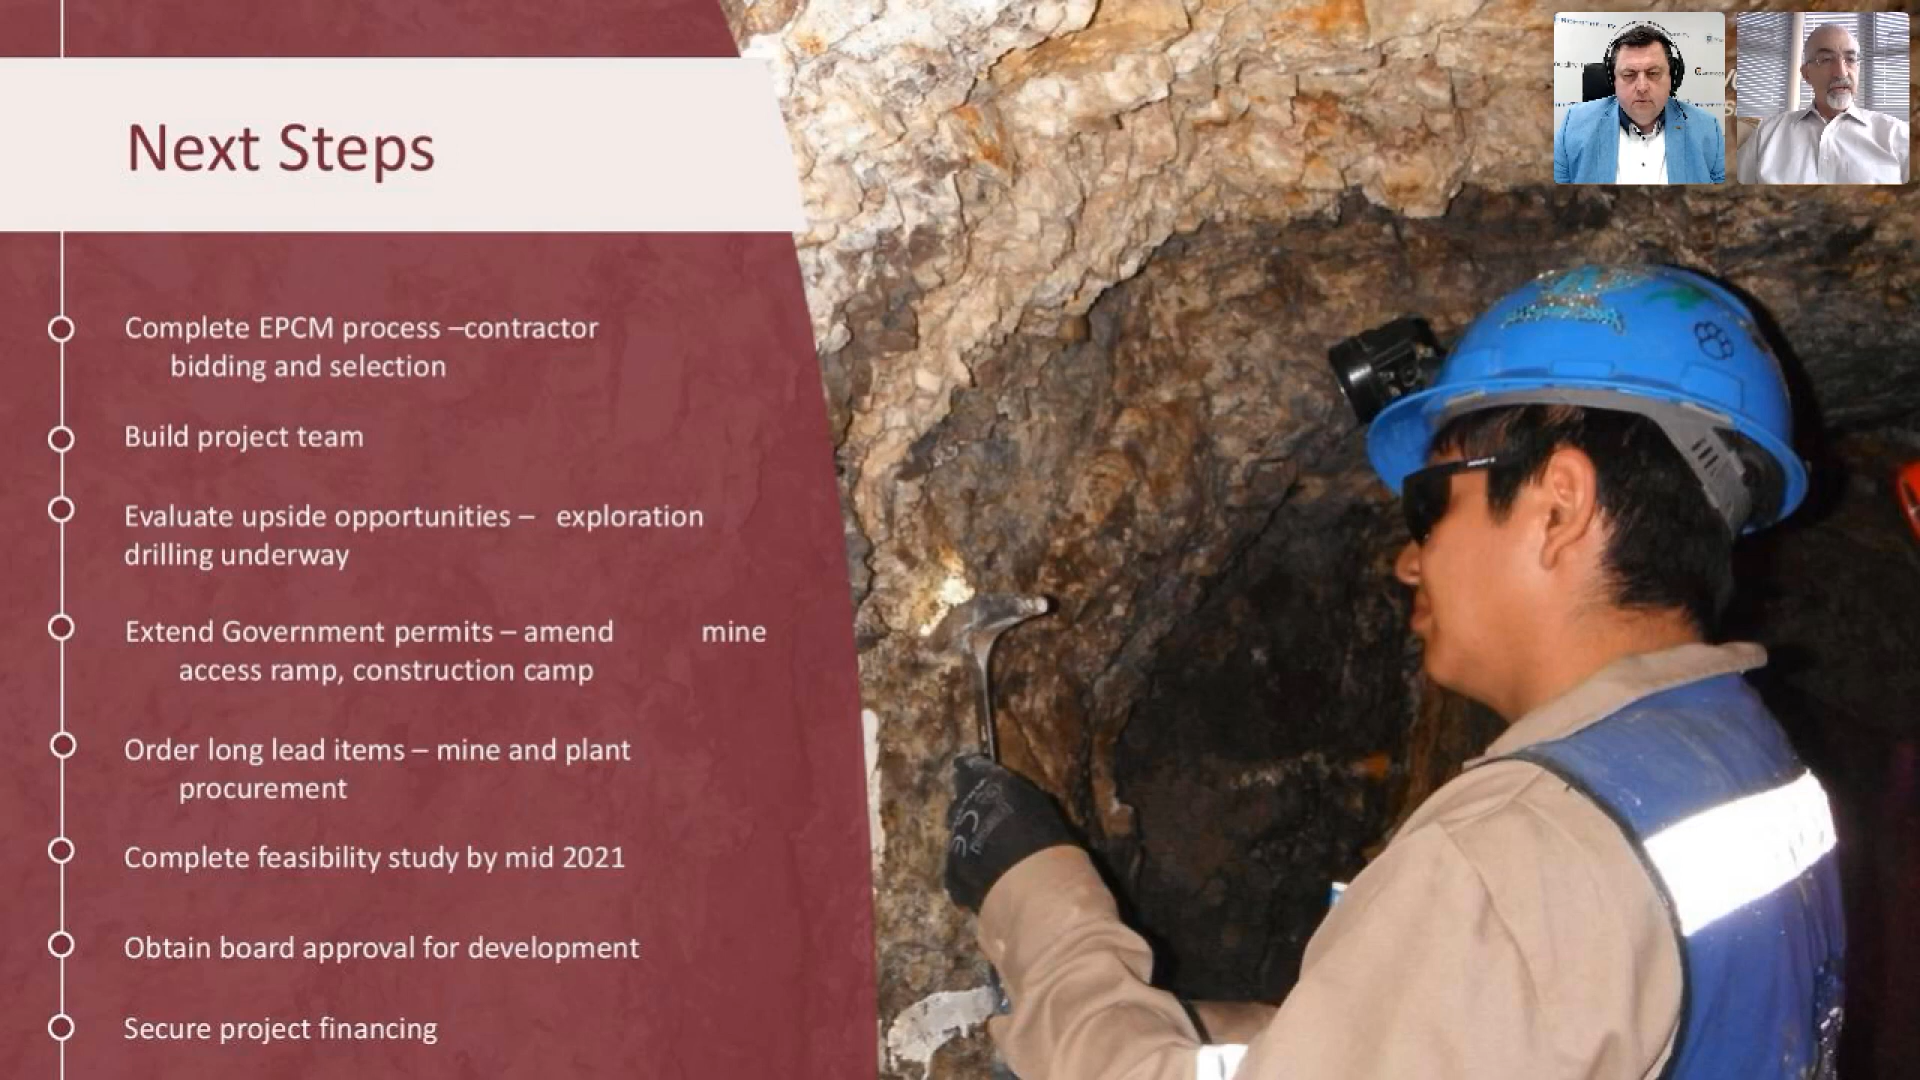 Next Steps
Complete EPCM process –contractor
bidding and selection
Build project team
Evaluate upside opportunities – exploration
drilling underway
Extend Government permits – amend mine
access ramp, construction camp
Order long lead items – mine and plant
procurement
Complete feasibility study by mid 2021
Obtain board approval for development
Secure project financing